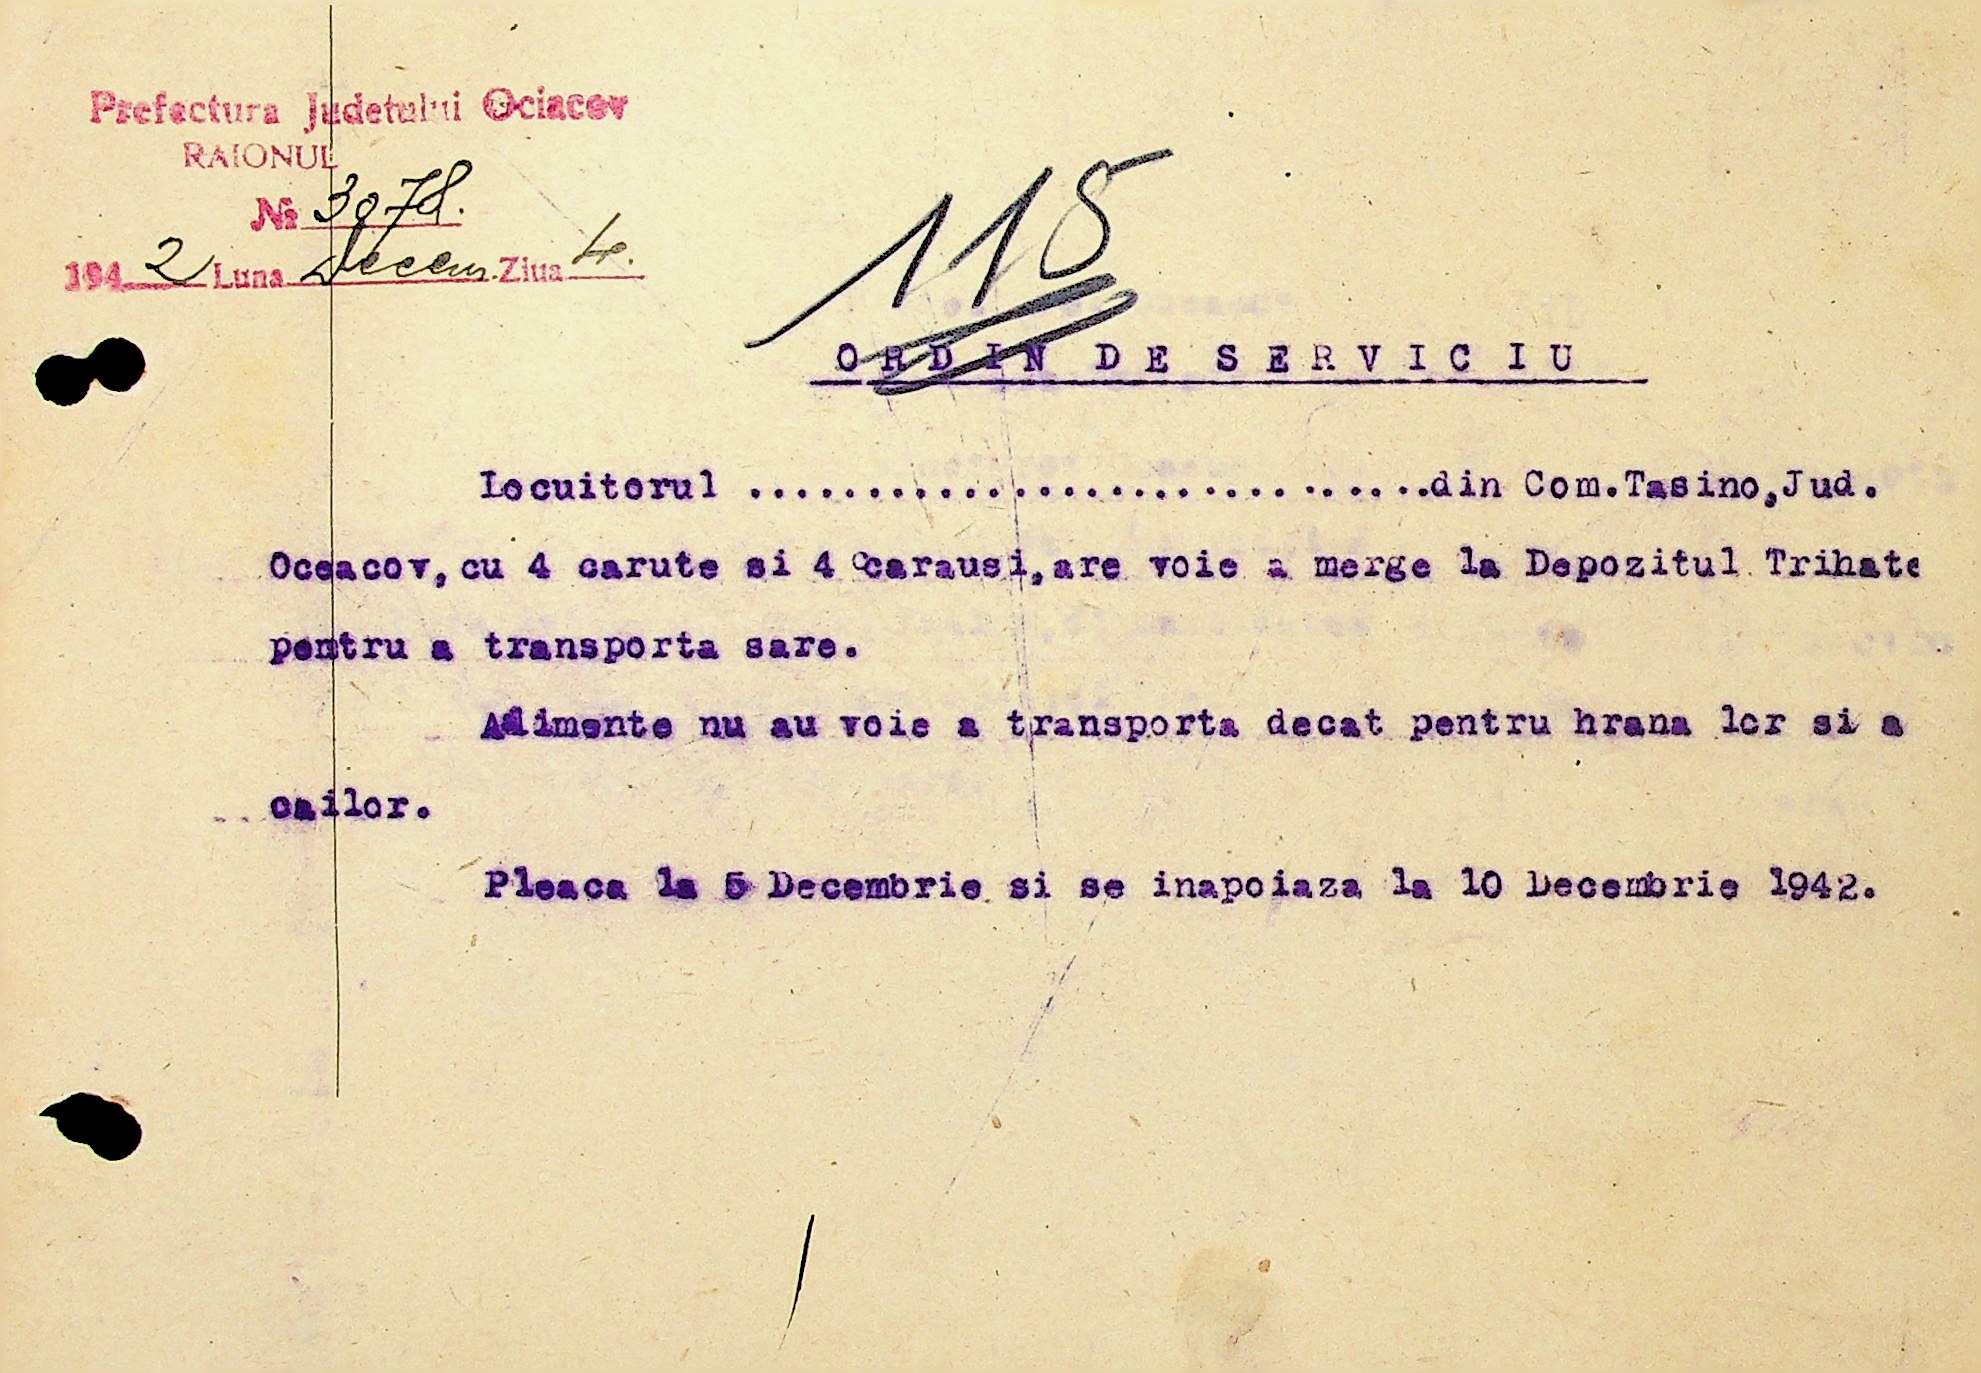 Prefectura Judetului Ociacov
RAIONUL
№ 3078.
1942 Luna Decem. Ziua 4.
115
ORDIN DE SERVICIU
Locuitorul .............................din Com.Tasino,Jud.
Oceacov,cu 4 carute si 4 carausi,are voie a merge la Depozitul Trihate
pentru a transporta sare.
Alimente nu au voie a transporta decat pentru hrana lor si a
cailor.
Pleaca la 5 Decembrie si se inapoiaza la 10 Decembrie 1942.